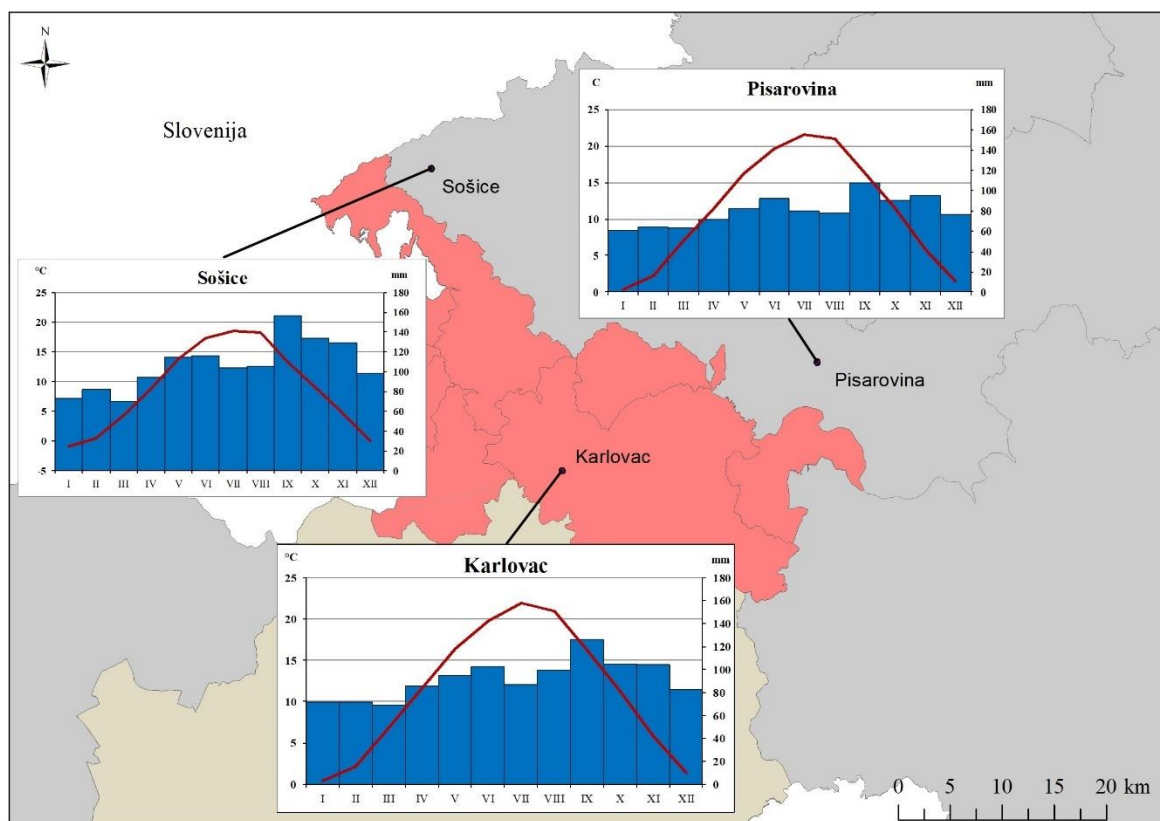 N
Slovenija
Sošice
Pisarovina
C mm
25 180
20 160
15 140
10 120
5 100
0 80
60
40
20
0
I II III IV V VI VII VIII IX X XI XII
Sošice
°C mm
25 180
20 160
15 140
10 120
5 100
0 80
-5 60
40
20
0
I II III IV V VI VII VIII IX X XI XII
Pisarovina
Karlovac
Karlovac
°C mm
25 180
20 160
15 140
10 120
5 100
0 80
60
40
20
0
I II III IV V VI VII VIII IX X XI XII
0 5 10 15 20 km